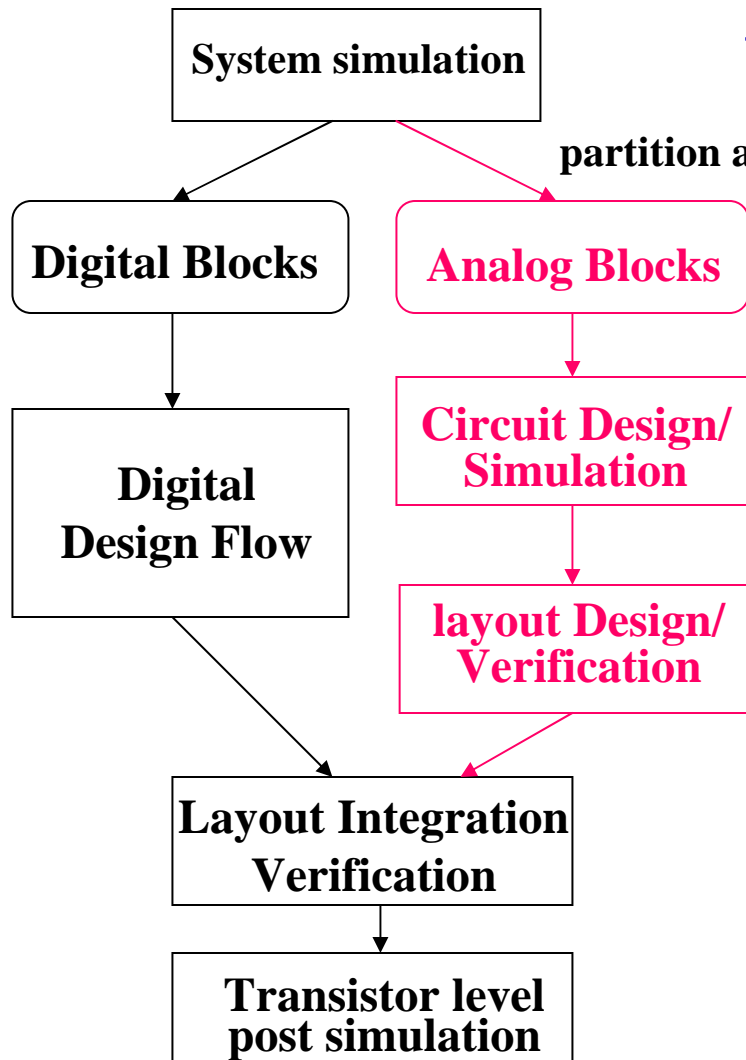 System simulation
partition a
Digital Blocks
Analog Blocks
Circuit Design/
Simulation
Digital
Design Flow
layout Design/
Verification
Layout Integration
Verification
Transistor level
post simulation